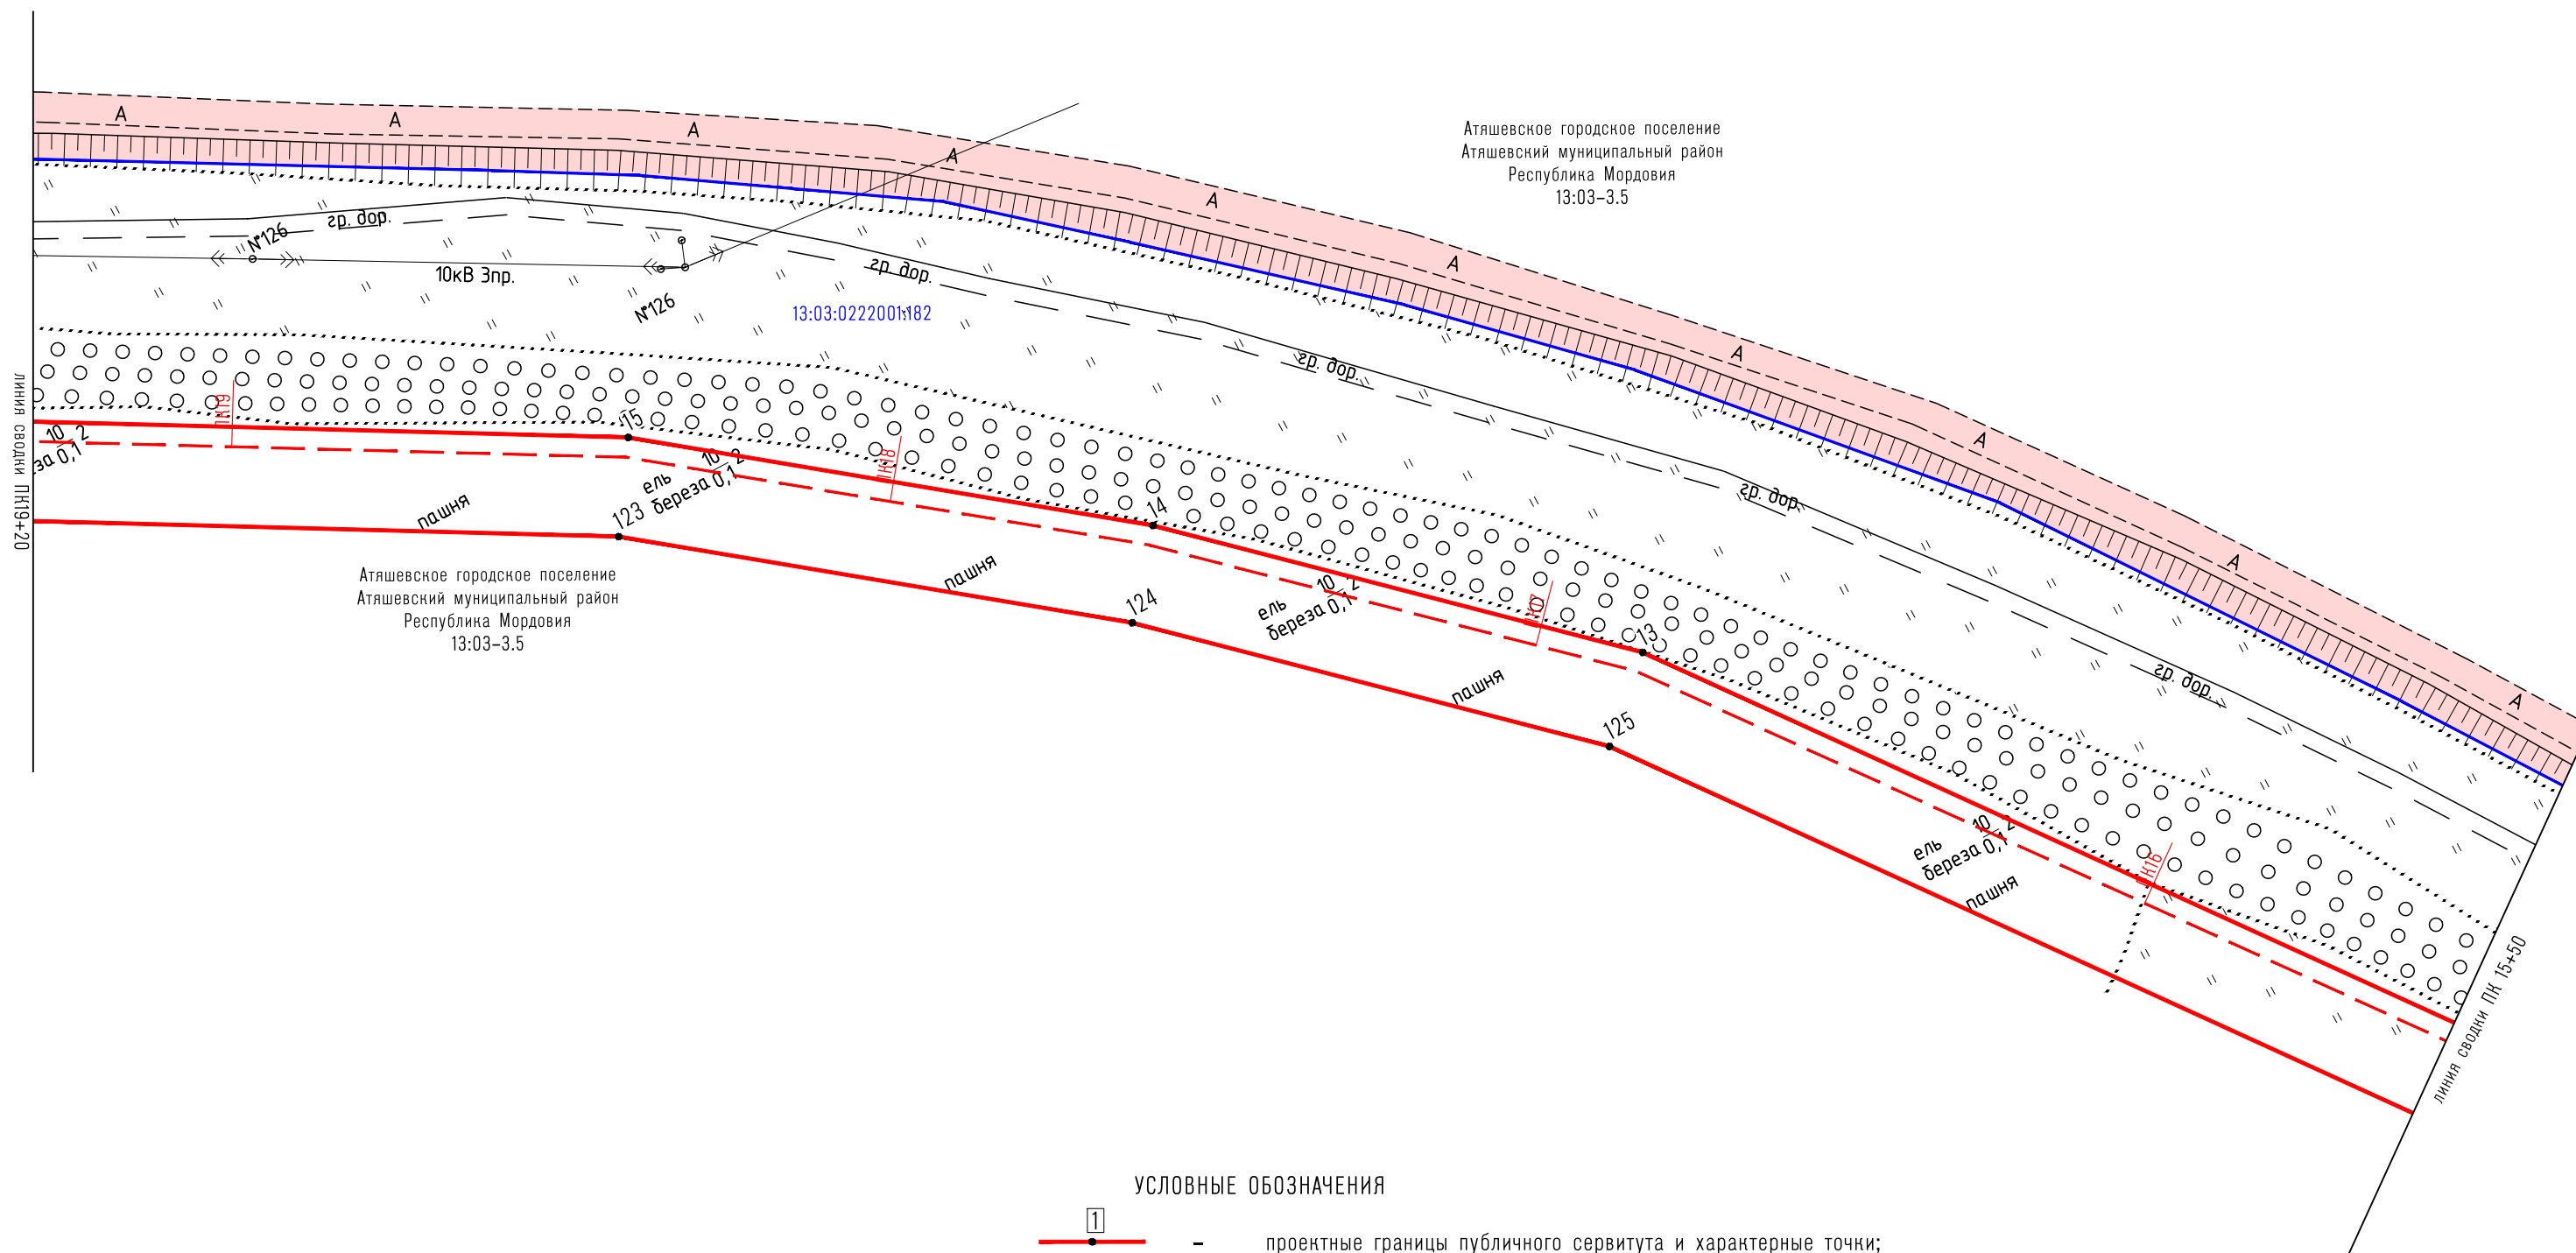 А
А
А
А
А
А
А
А
А
А
Атяшевское городское поселение
Атяшевский муниципальный район
Республика Мордовия
13:03-3.5
гр. дор.
№126
10кВ 3пр.
№126
гр. дор.
13:03:0222001:182
гр. дор.
гр. дор.
гр. дор.
линия сводки ПК19+20
ПК19
15
10
2
за 0,1
10
2
ель
береза 0,1
ПК18
пашня
123
14
пашня
124
10
2
ель
береза 0,1
ПК17
13
пашня
125
Атяшевское городское поселение
Атяшевский муниципальный район
Республика Мордовия
13:03-3.5
10
2
ель
береза 0,1
пашня
ПК16
линия сводки ПК 15+50
УСЛОВНЫЕ ОБОЗНАЧЕНИЯ
1
– проектные границы публичного сервитута и характерные точки;